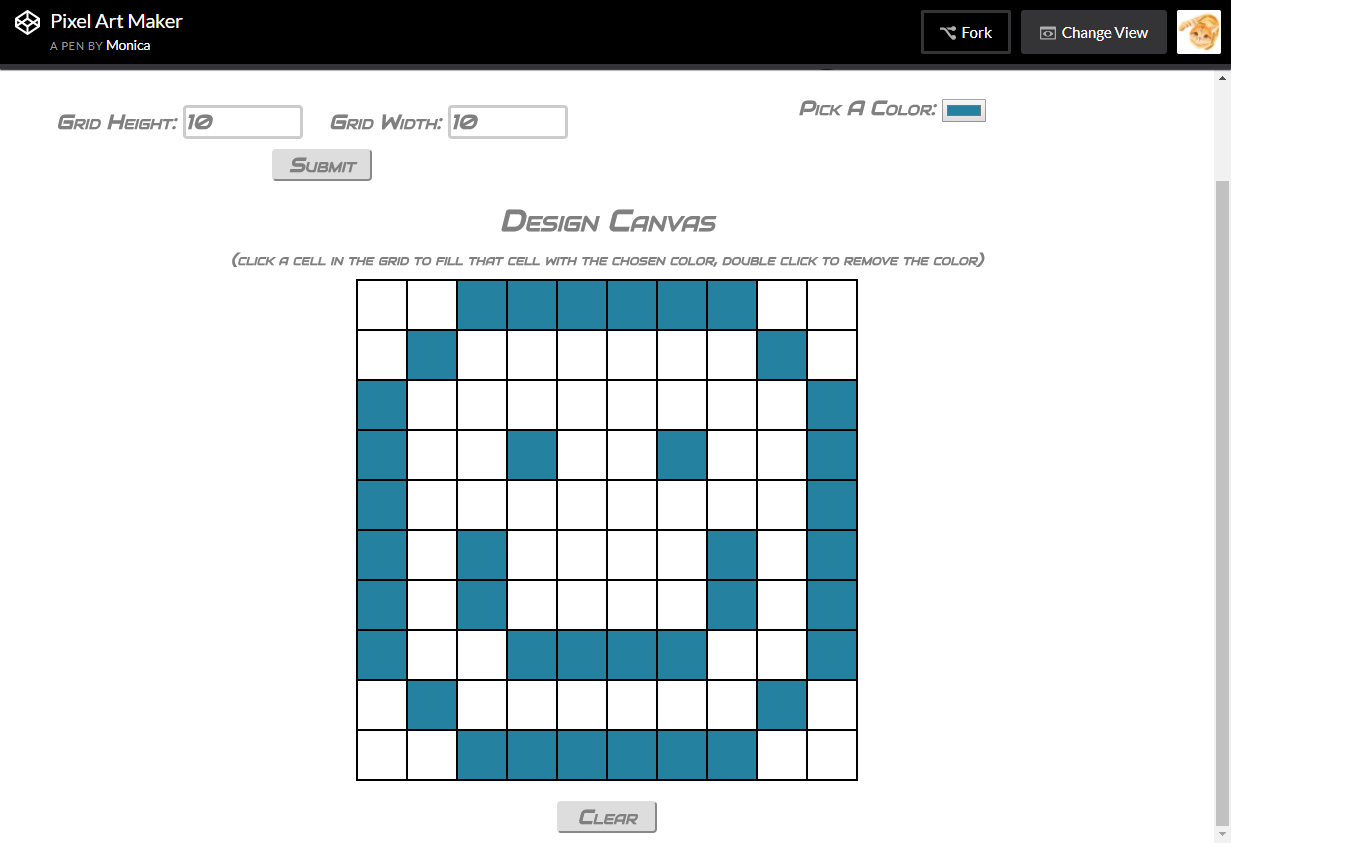 Pixel Art Maker
A PEN BY Monica
Fork
Change View
Grid Height: 10
Grid Width: 10
Pick A Color:
Submit
Design Canvas
(click a cell in the grid to fill that cell with the chosen color, double click to remove the color)
Clear